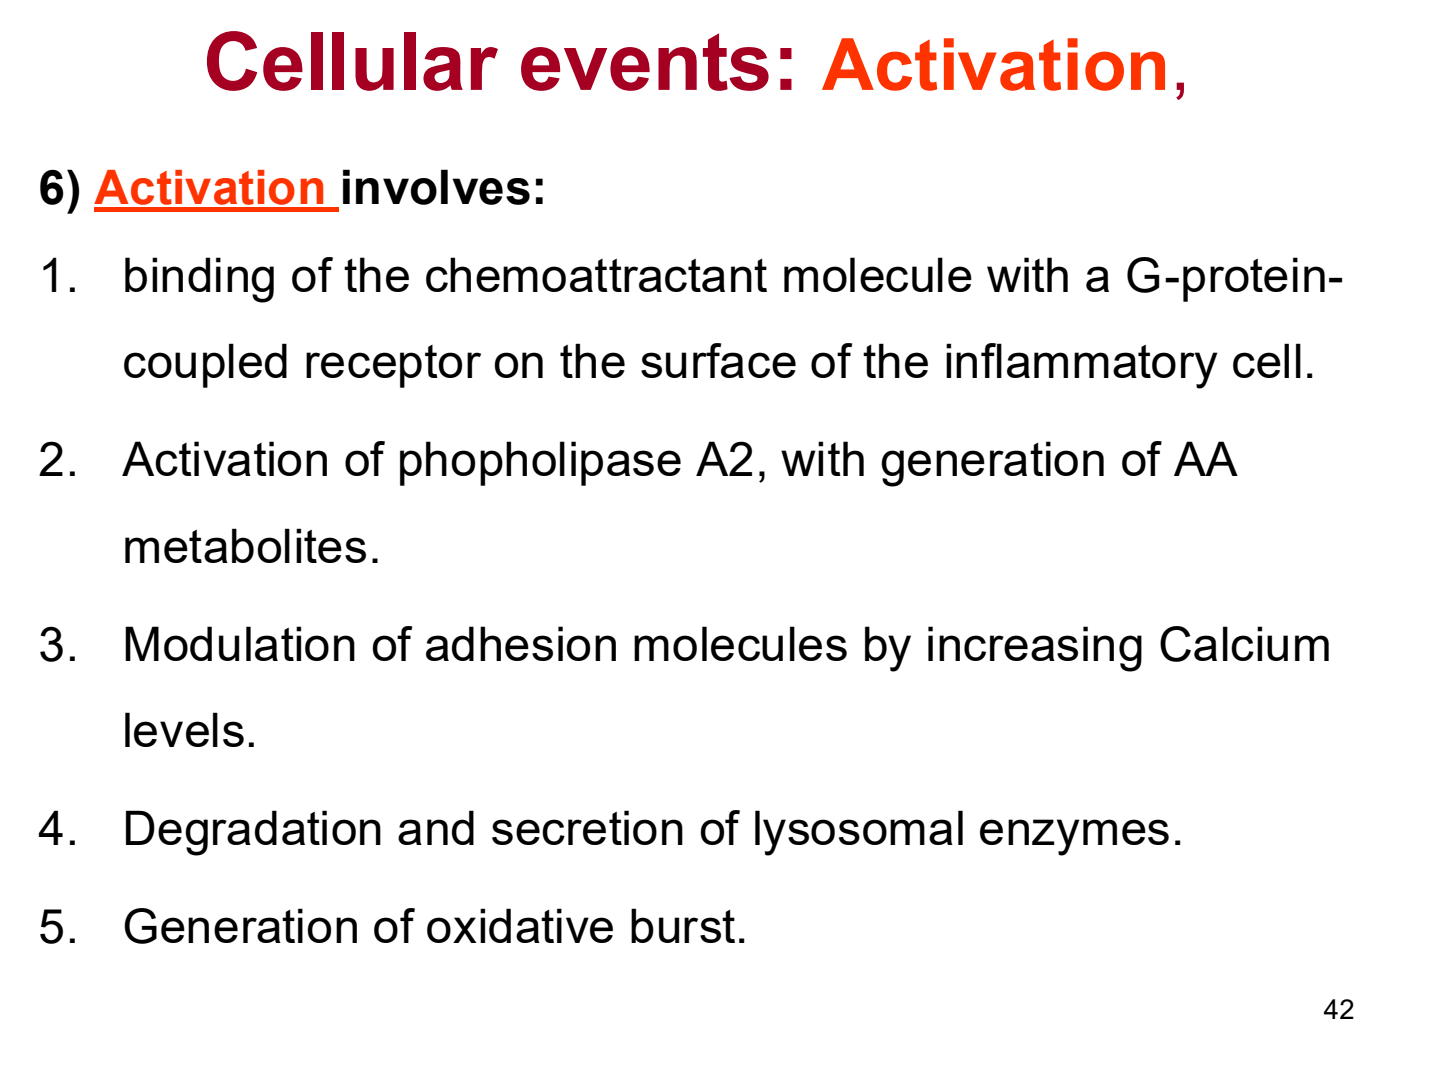 Cellular events: Activation,
6) Activation involves:
1. binding of the chemoattractant molecule with a G-protein-
coupled receptor on the surface of the inflammatory cell.
2. Activation of phopholipase A2, with generation of AA
metabolites.
3. Modulation of adhesion molecules by increasing Calcium
levels.
4. Degradation and secretion of lysosomal enzymes.
5. Generation of oxidative burst.
42